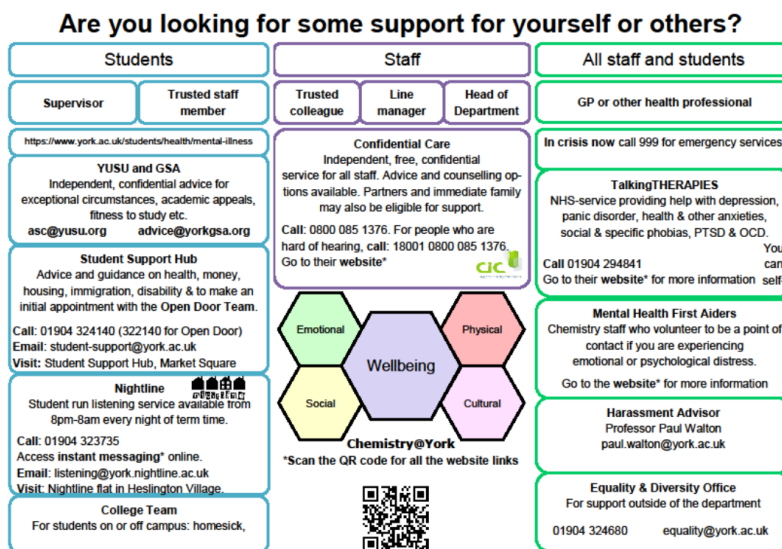 Are you looking for some support for yourself or others?
Students
Supervisor
Trusted staff
member
https://www.york.ac.uk/students/health/mental-illness
YUSU and GSA
Independent, confidential advice for
exceptional circumstances, academic appeals,
fitness to study etc.
asc@yusu.org advice@yorkgsa.org
Student Support Hub
Advice and guidance on health, money,
housing, immigration, disability & to make an
initial appointment with the Open Door Team.
Call: 01904 324140 (322140 for Open Door)
Email: student-support@york.ac.uk
Visit: Student Support Hub, Market Square
Nightline
Student run listening service available from
8pm-8am every night of term time.
Call: 01904 323735
Access instant messaging* online.
Email: listening@york.nightline.ac.uk
Visit: Nightline flat in Heslington Village.
College Team
For students on or off campus: homesick,
Staff
Trusted
colleague
Line
manager
Head of
Department
Confidential Care
Independent, free, confidential
service for all staff. Advice and counselling op-
tions available. Partners and immediate family
may also be eligible for support.
Call: 0800 085 1376. For people who are
hard of hearing, call: 18001 0800 085 1376.
Go to their website*
CiC
Emotional
Physical
Wellbeing
Social
Cultural
Chemistry@York
*Scan the QR code for all the website links
All staff and students
GP or other health professional
In crisis now call 999 for emergency services
TalkingTHERAPIES
NHS-service providing help with depression,
panic disorder, health & other anxieties,
social & specific phobias, PTSD & OCD.
You
Call 01904 294841 can
Go to their website* for more information self-
Mental Health First Aiders
Chemistry staff who volunteer to be a point of
contact if you are experiencing
emotional or psychological distress.
Go to the website* for more information
Harassment Advisor
Professor Paul Walton
paul.walton@york.ac.uk
Equality & Diversity Office
For support outside of the department
01904 324680 equality@york.ac.uk